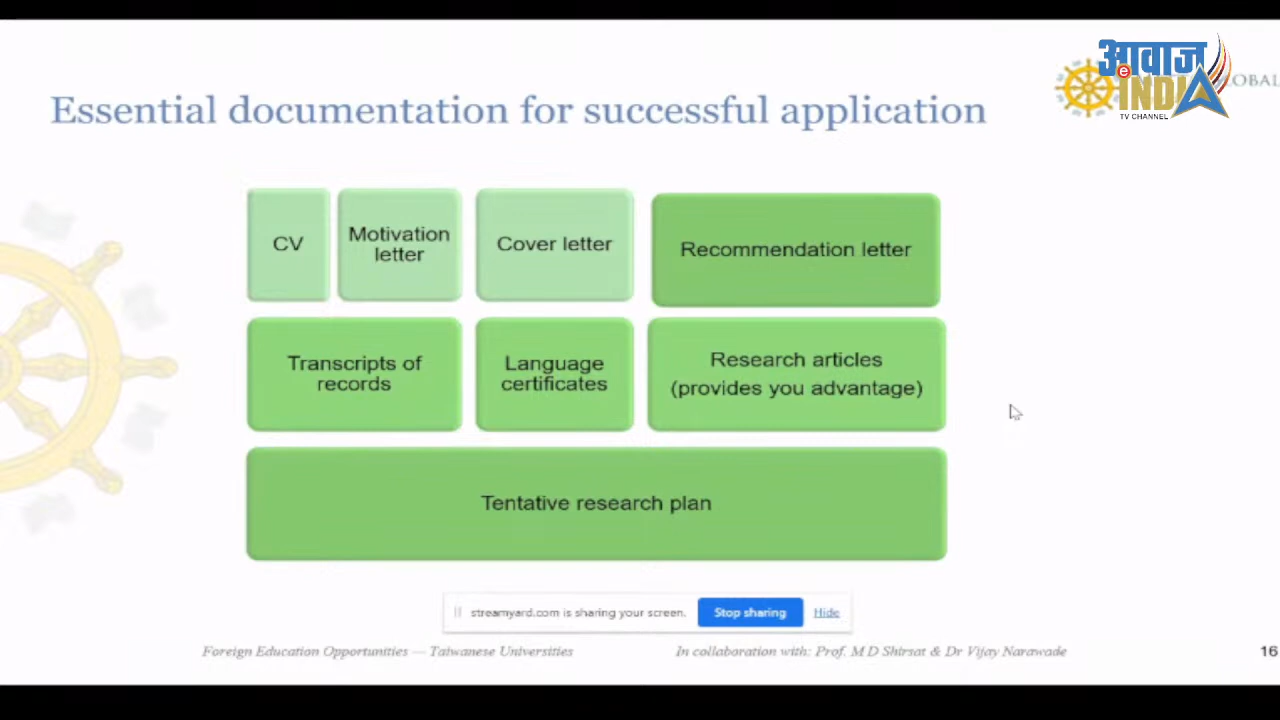 आवाज
e
INDIA
TV CHANNEL
OBAL
Essential documentation for successful application
CV
Motivation
letter
Cover letter
Recommendation letter
Transcripts of
records
Language
certificates
Research articles
(provides you advantage)
Tentative research plan
streamyard.com is sharing your screen.
Stop sharing
Hide
Foreign Education Opportunities — Taiwanese Universities
In collaboration with: Prof. M D Shirsat & Dr Vijay Narawade
16